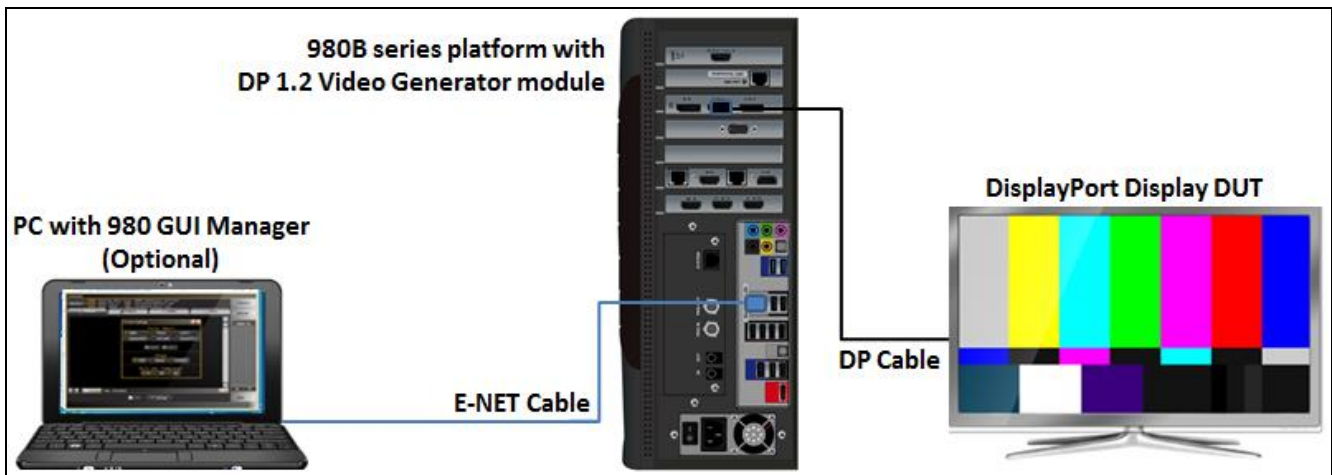 980B series platform with
DP 1.2 Video Generator module
DisplayPort Display DUT
PC with 980 GUI Manager
(Optional)
DP Cable
E-NET Cable